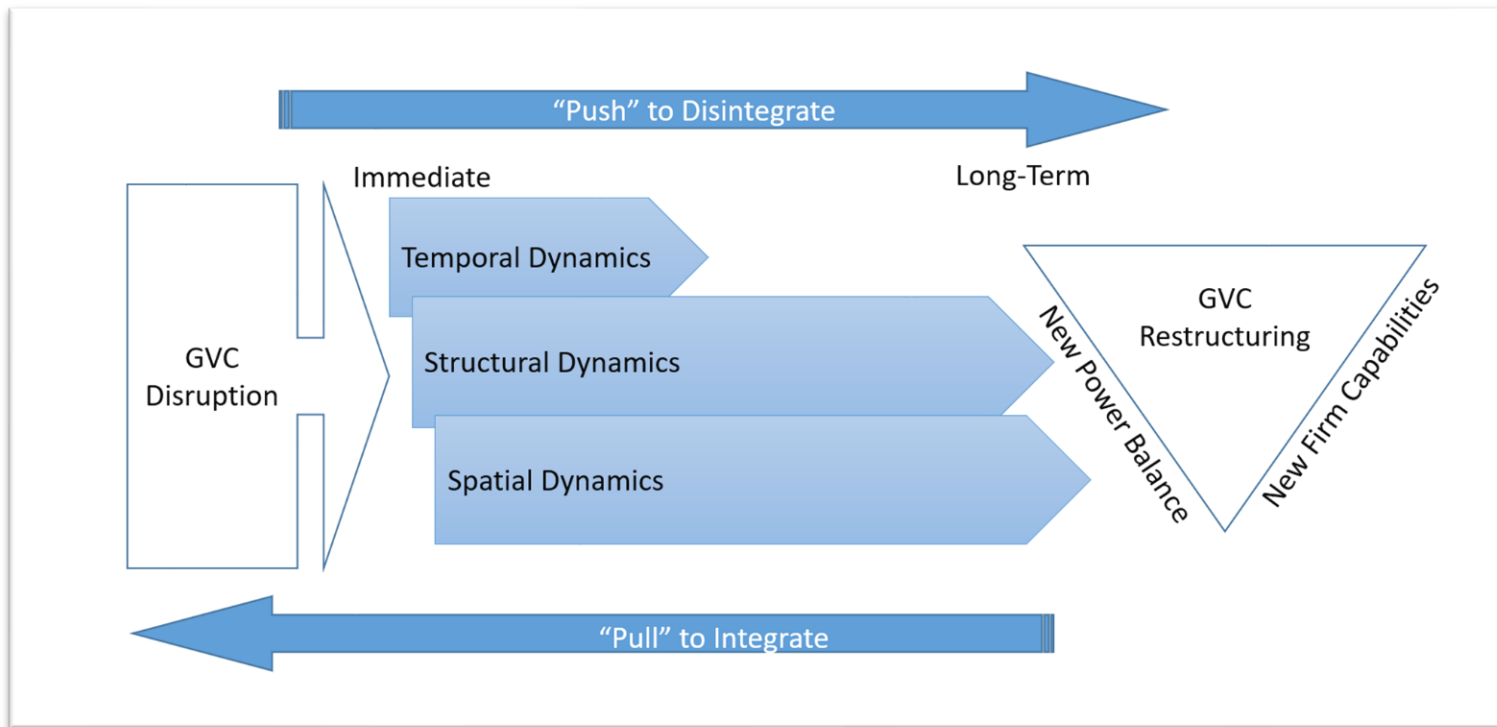 “Push” to Disintegrate
Immediate
Long-Term
GVC
Disruption
Temporal Dynamics
Structural Dynamics
Spatial Dynamics
GVC
Restructuring
New Power Balance
New Firm Capabilities
“Pull” to Integrate